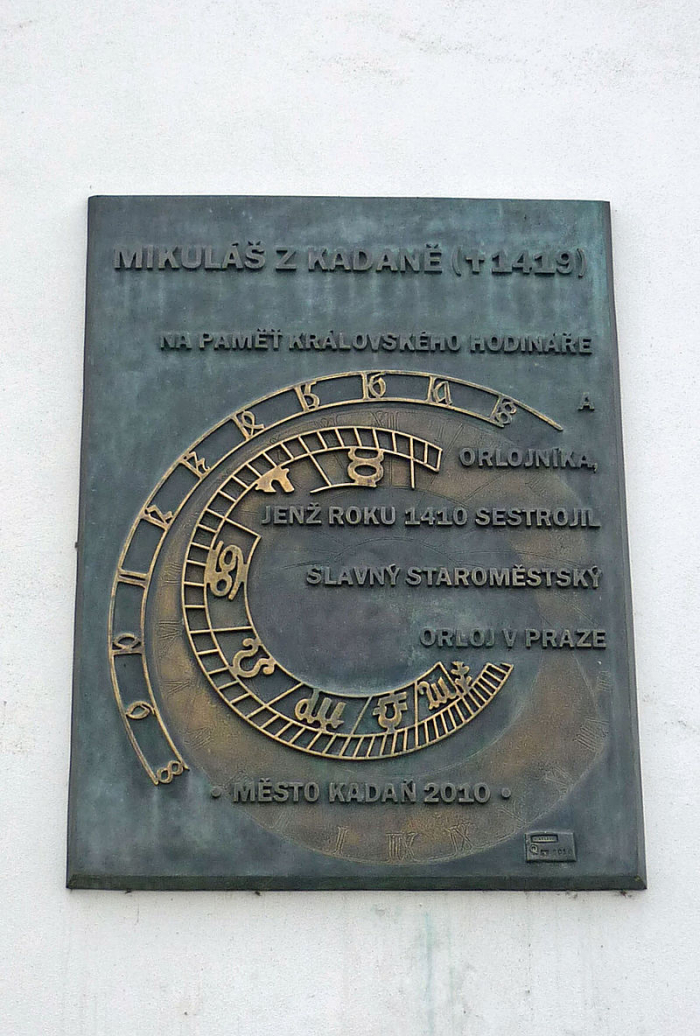 MIKULÁŠ Z KADANĚ (✝1419)
NA PAMĚŤ KRÁLOVSKÉHO HODINÁŘE
A
ORLOJNÍKA,
JENŽ ROKU 1410 SESTROJIL
SLAVNÝ STAROMĚSTSKÝ
ORLOJ V PRAZE
• MĚSTO KADAŇ 2010 •